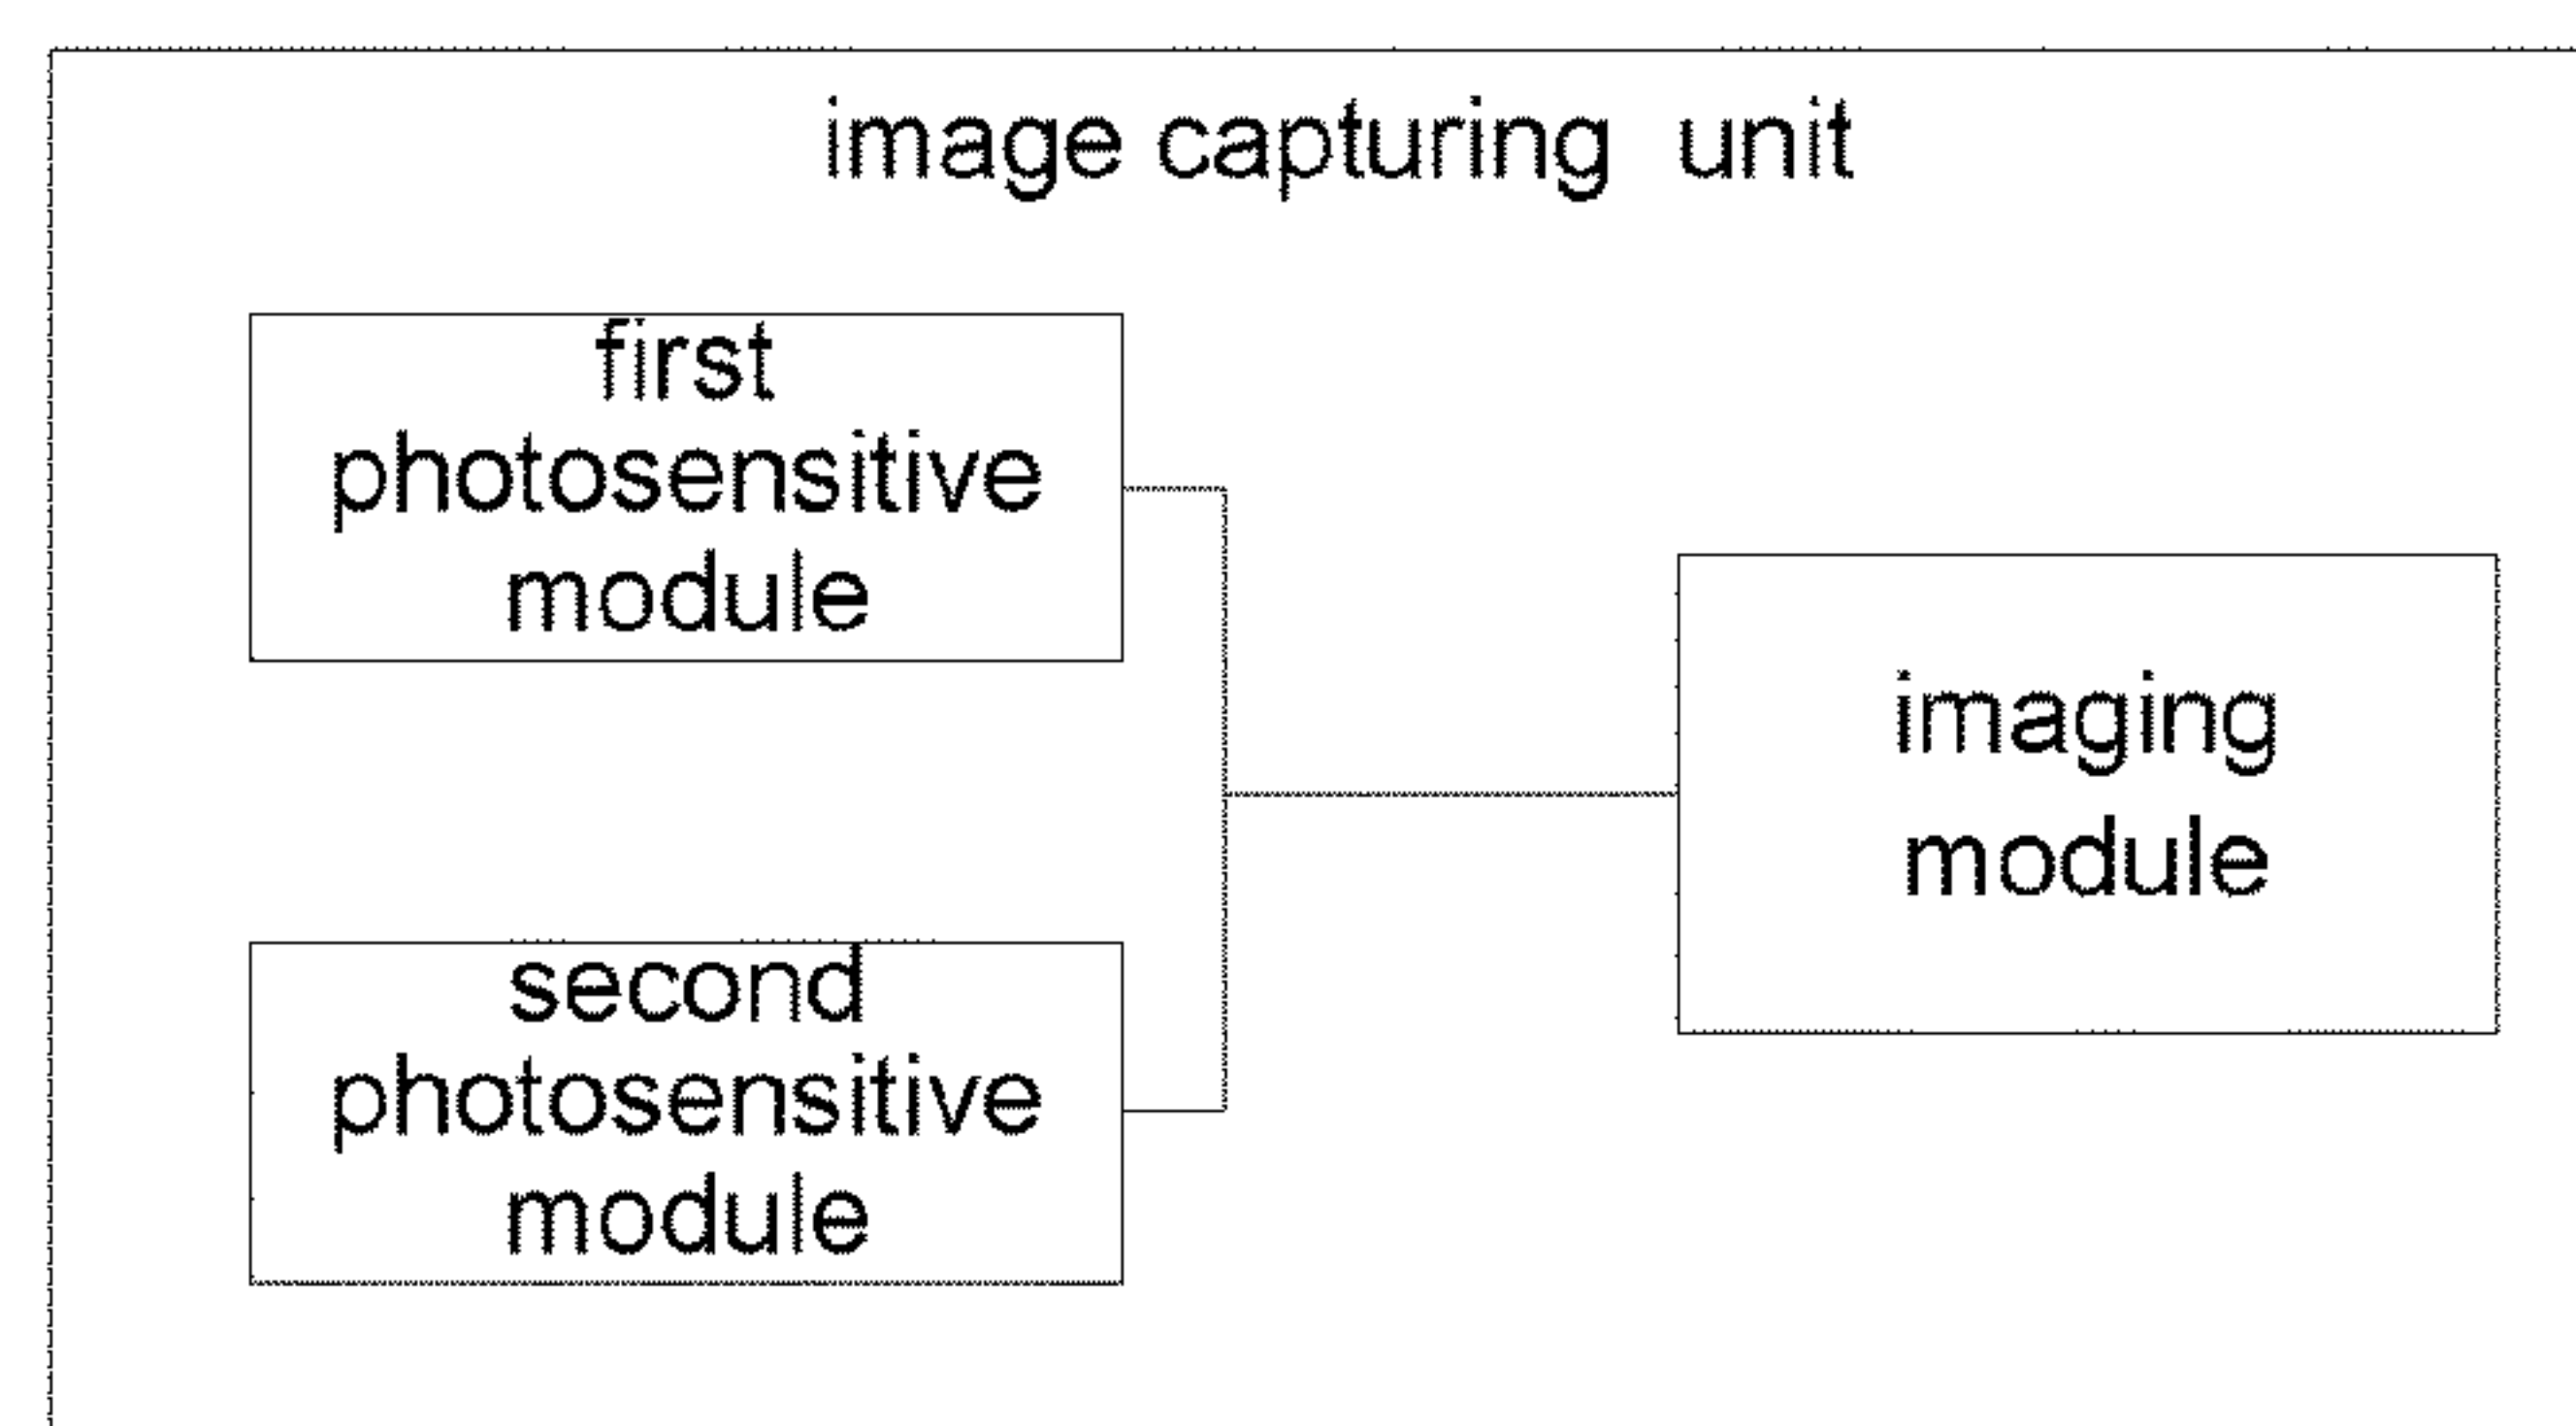 image capturing unit
first
photosensitive
module
imaging
module
second
photosensitive
module